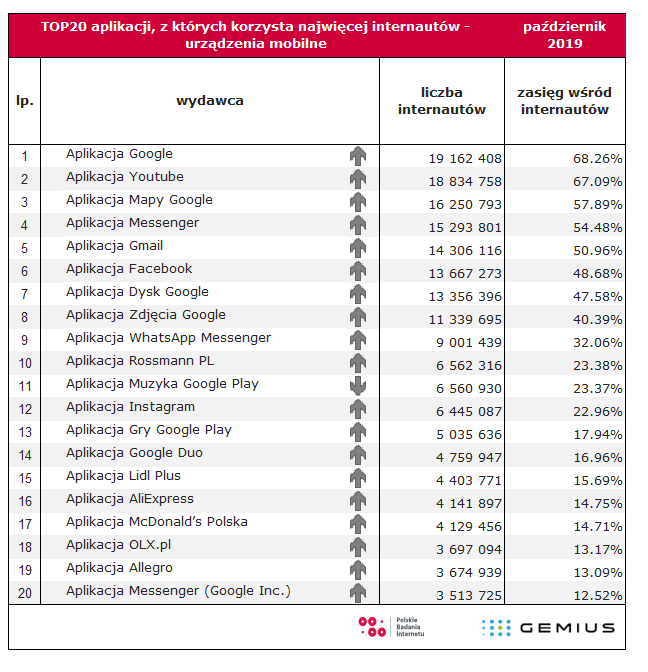 TOP20 aplikacji, z których korzysta najwięcej internautów -
urządzenia mobilne
październik
2019
lp.
wydawca
liczba
internautów
zasięg wśród
internautów
1 Aplikacja Google 19 162 408 68.26%
2 Aplikacja Youtube 18 834 758 67.09%
3 Aplikacja Mapy Google 16 250 793 57.89%
4 Aplikacja Messenger 15 293 801 54.48%
5 Aplikacja Gmail 14 306 116 50.96%
6 Aplikacja Facebook 13 667 273 48.68%
7 Aplikacja Dysk Google 13 356 396 47.58%
8 Aplikacja Zdjęcia Google 11 339 695 40.39%
9 Aplikacja WhatsApp Messenger 9 001 439 32.06%
10 Aplikacja Rossmann PL 6 562 316 23.38%
11 Aplikacja Muzyka Google Play 6 560 930 23.37%
12 Aplikacja Instagram 6 445 087 22.96%
13 Aplikacja Gry Google Play 5 035 636 17.94%
14 Aplikacja Google Duo 4 759 947 16.96%
15 Aplikacja Lidl Plus 4 403 771 15.69%
16 Aplikacja AliExpress 4 141 897 14.75%
17 Aplikacja McDonald’s Polska 4 129 456 14.71%
18 Aplikacja OLX.pl 3 697 094 13.17%
19 Aplikacja Allegro 3 674 939 13.09%
20 Aplikacja Messenger (Google Inc.) 3 513 725 12.52%
Polskie
Badania
Internetu
GEMIUS